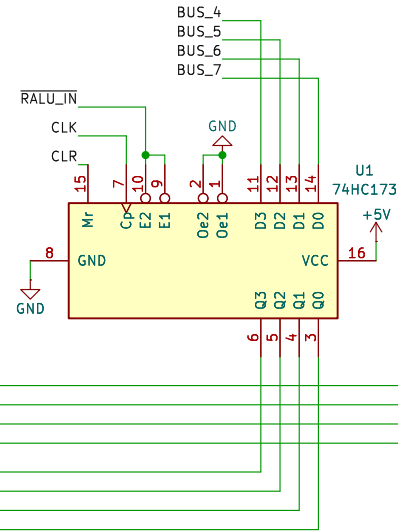 BUS_4
BUS_5
BUS_6
BUS_7
RALU_IN
CLK
CLR
GND
U1
74HC173
+5V
15
7
10
9
2
1
11
12
13
14
Mr
Cp
E2
E1
Oe2
Oe1
D3
D2
D1
D0
8
GND
VCC
16
GND
Q3
Q2
Q1
Q0
6
5
4
3